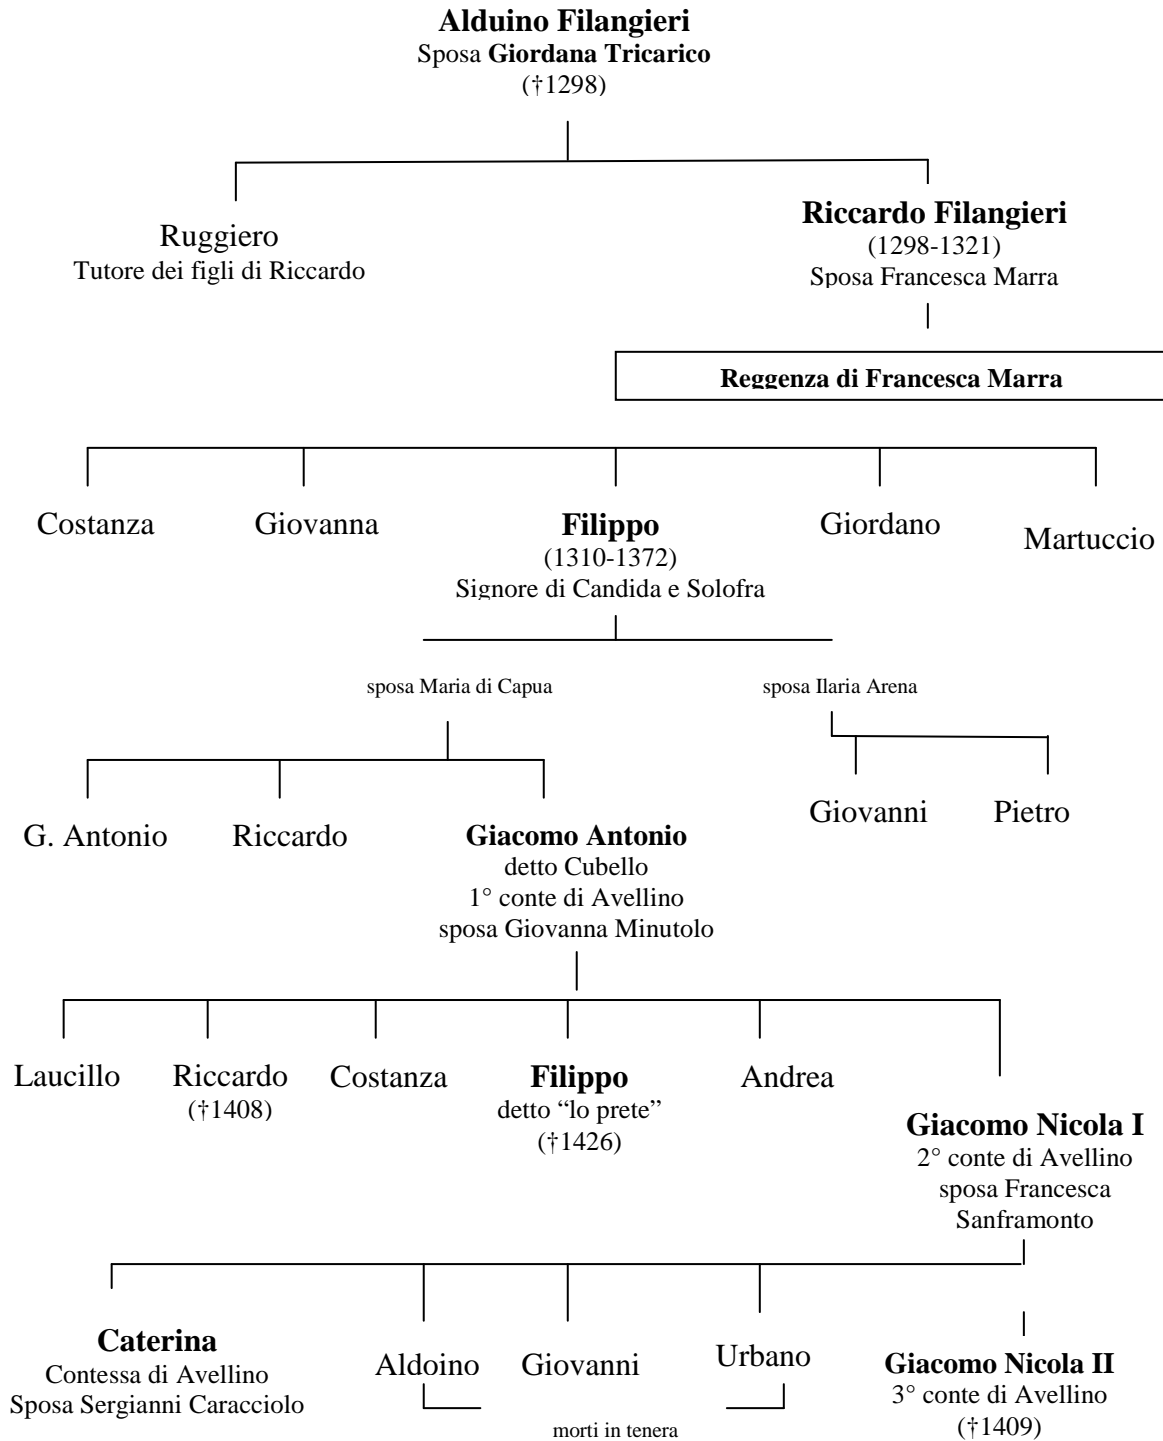 Alduino Filangieri
Sposa Giordana Tricarico
(†1298)
Ruggiero
Tutore dei figli di Riccardo
Riccardo Filangieri
(1298-1321)
Sposa Francesca Marra
Reggenza di Francesca Marra
Costanza
Giovanna
Filippo
(1310-1372)
Signore di Candida e Solofra
Giordano
Martuccio
sposa Maria di Capua
sposa Ilaria Arena
G. Antonio
Riccardo
Giacomo Antonio
detto Cubello
1° conte di Avellino
sposa Giovanna Minutolo
Giovanni
Pietro
Laucillo
Riccardo
(†1408)
Costanza
Filippo
detto “lo prete”
(†1426)
Andrea
Giacomo Nicola I
2° conte di Avellino
sposa Francesca
Sanframonto
Caterina
Contessa di Avellino
Sposa Sergianni Caracciolo
Aldoino
Giovanni
Urbano
morti in tenera
Giacomo Nicola II
3° conte di Avellino
(†1409)